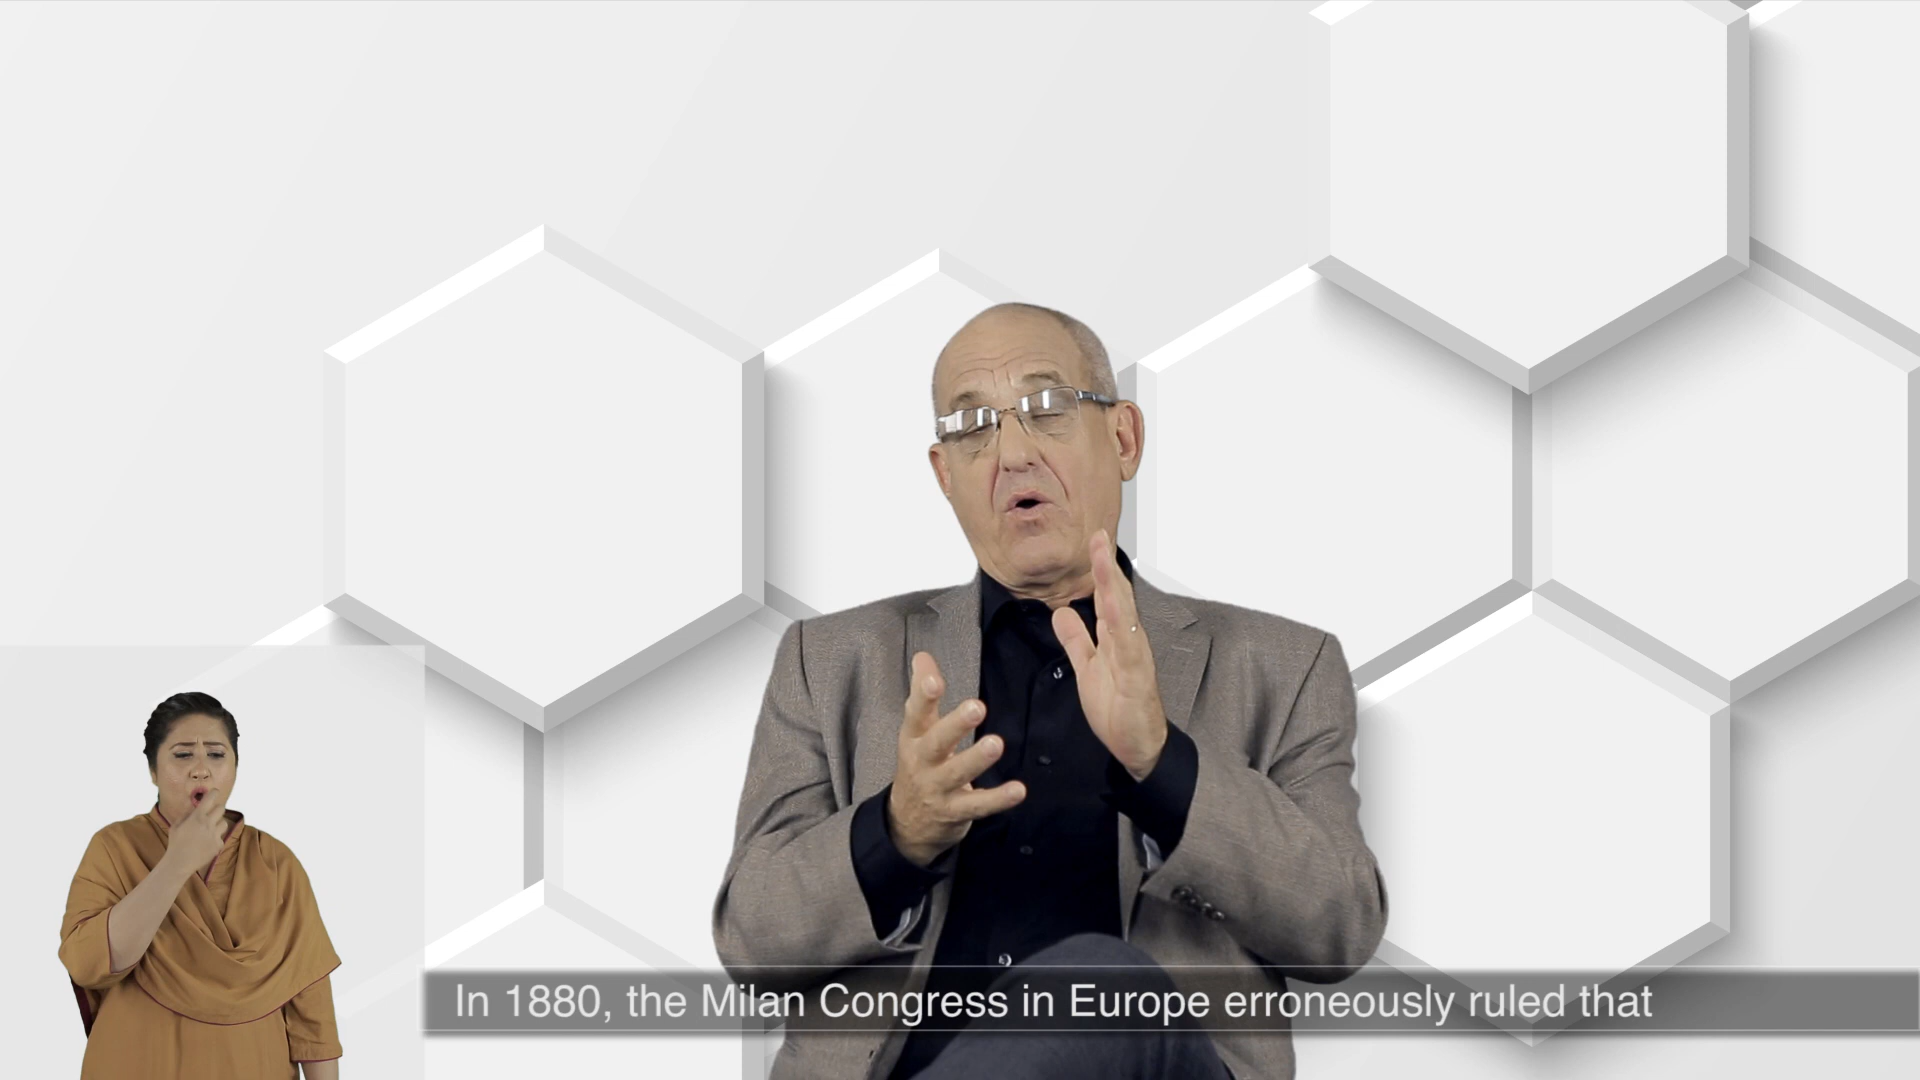 In 1880, the Milan Congress in Europe erroneously ruled that